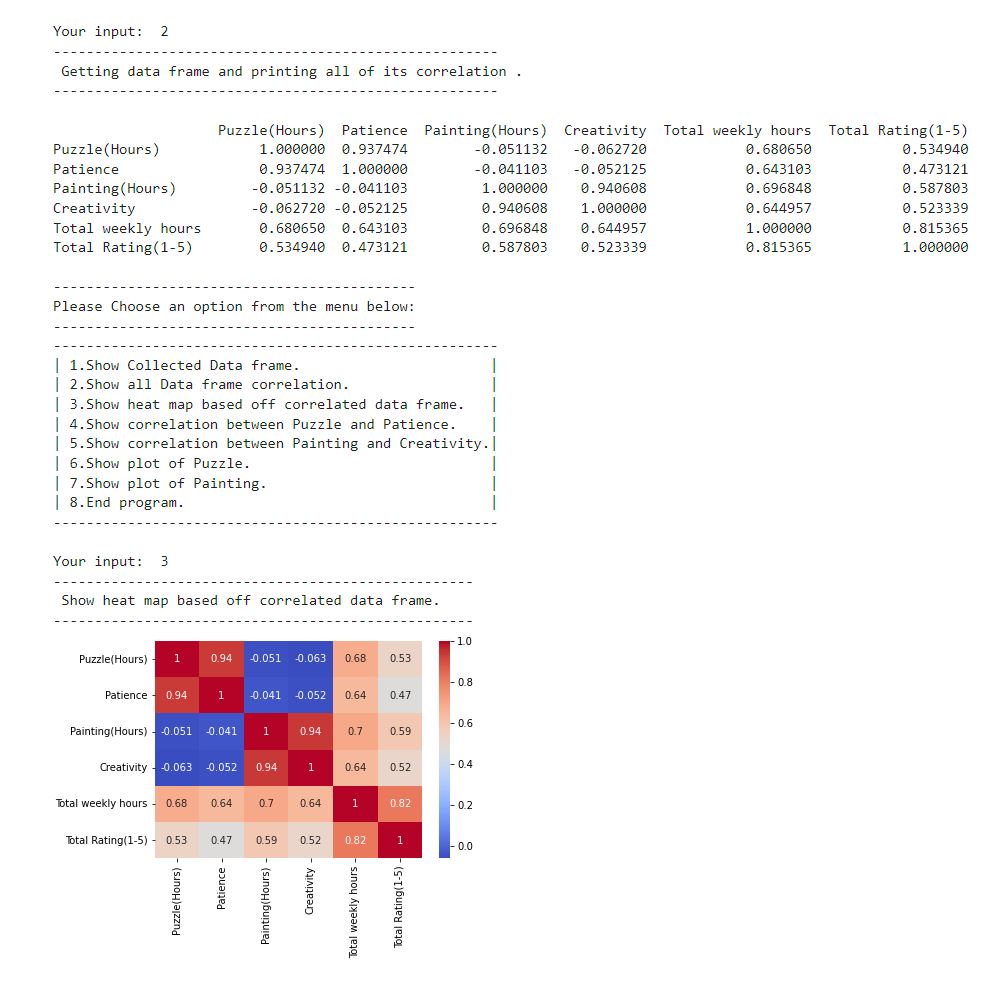 Your input:  2
------------------------------------------------------
 Getting data frame and printing all of its correlation .
------------------------------------------------------
                    Puzzle(Hours)  Patience  Painting(Hours)  Creativity  Total weekly hours  Total Rating(1-5)
Puzzle(Hours)            1.000000  0.937474        -0.051132   -0.062720            0.680650           0.534940
Patience                 0.937474  1.000000        -0.041103   -0.052125            0.643103           0.473121
Painting(Hours)         -0.051132 -0.041103         1.000000    0.940608            0.696848           0.587803
Creativity              -0.062720 -0.052125         0.940608    1.000000            0.644957           0.523339
Total weekly hours       0.680650  0.643103         0.696848    0.644957            1.000000           0.815365
Total Rating(1-5)        0.534940  0.473121         0.587803    0.523339            0.815365           1.000000
--------------------------------------------
Please Choose an option from the menu below:
--------------------------------------------
------------------------------------------------------
| 1.Show Collected Data frame.                       |
| 2.Show all Data frame correlation.                 |
| 3.Show heat map based off correlated data frame.   |
| 4.Show correlation between Puzzle and Patience.    |
| 5.Show correlation between Painting and Creativity.|
| 6.Show plot of Puzzle.                             |
| 7.Show plot of Painting.                           |
| 8.End program.                                     |
------------------------------------------------------
Your input:  3
---------------------------------------------------
 Show heat map based off correlated data frame.
---------------------------------------------------
Puzzle(Hours) 1 0.94 -0.051 -0.063 0.68 0.53
Patience 0.94 1 -0.041 -0.052 0.64 0.47
Painting(Hours) -0.051 -0.041 1 0.94 0.7 0.59
Creativity -0.063 -0.052 0.94 1 0.64 0.52
Total weekly hours 0.68 0.64 0.7 0.64 1 0.82
Total Rating(1-5) 0.53 0.47 0.59 0.52 0.82 1
Puzzle(Hours)
Patience
Painting(Hours)
Creativity
Total weekly hours
Total Rating(1-5)
1.0
0.8
0.6
0.4
0.2
0.0